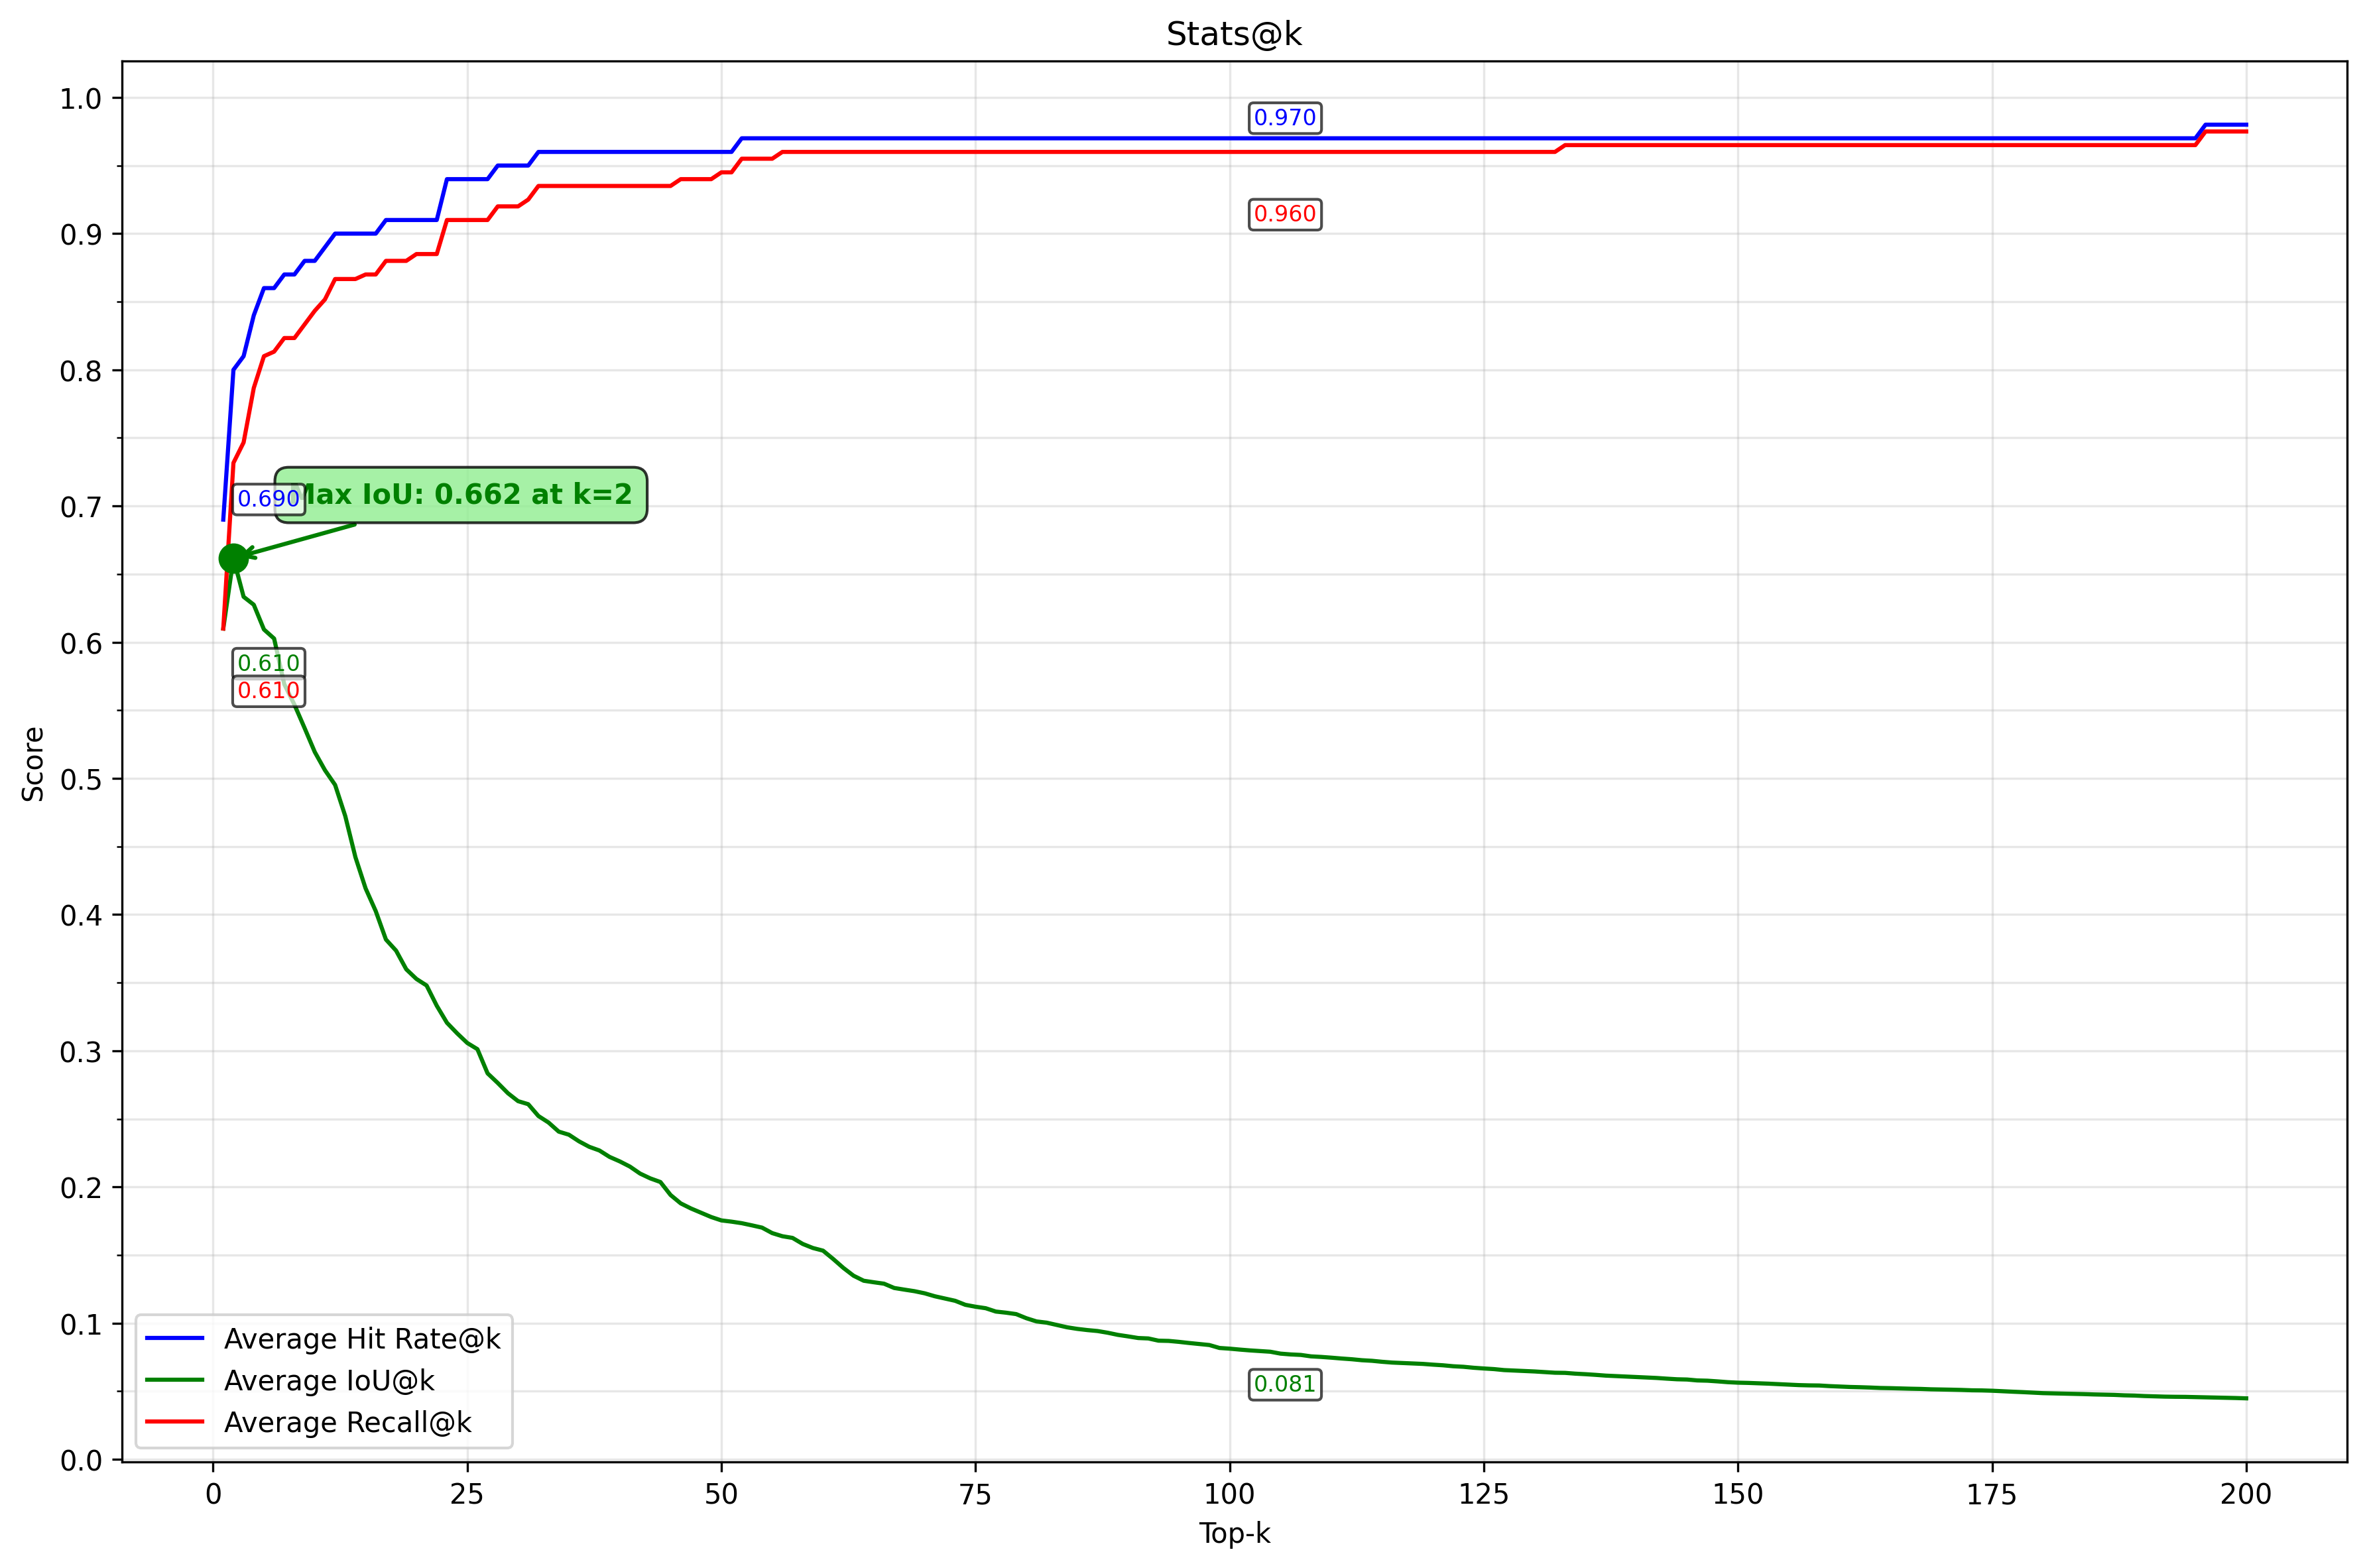 Stats@k
1.0
0.9
0.8
0.7
0.6
0.5
0.4
0.3
0.2
0.1
0.0
Score
0.970
0.960
0.690
Max IoU: 0.662 at k=2
0.610
0.610
0.081
Average Hit Rate@k
Average IoU@k
Average Recall@k
0 25 50 75 100 125 150 175 200
Top-k